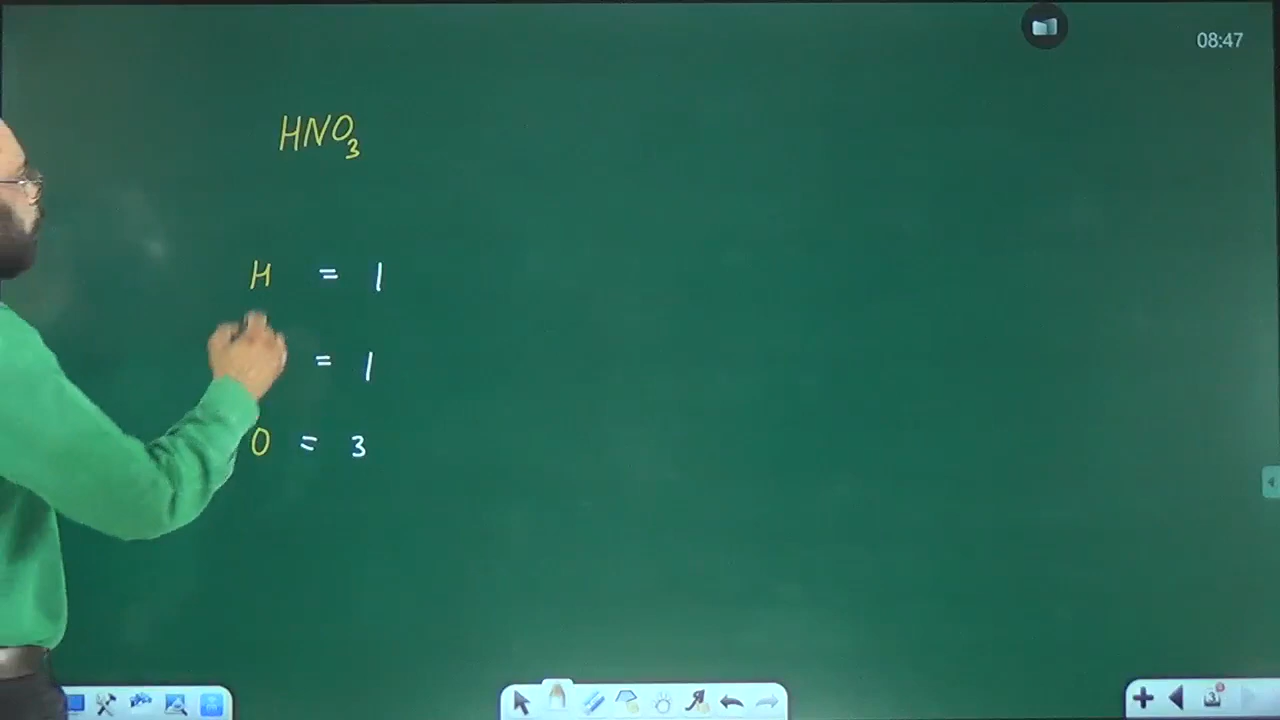 08:47
HNO₃
H = 1
= 1
O = 3